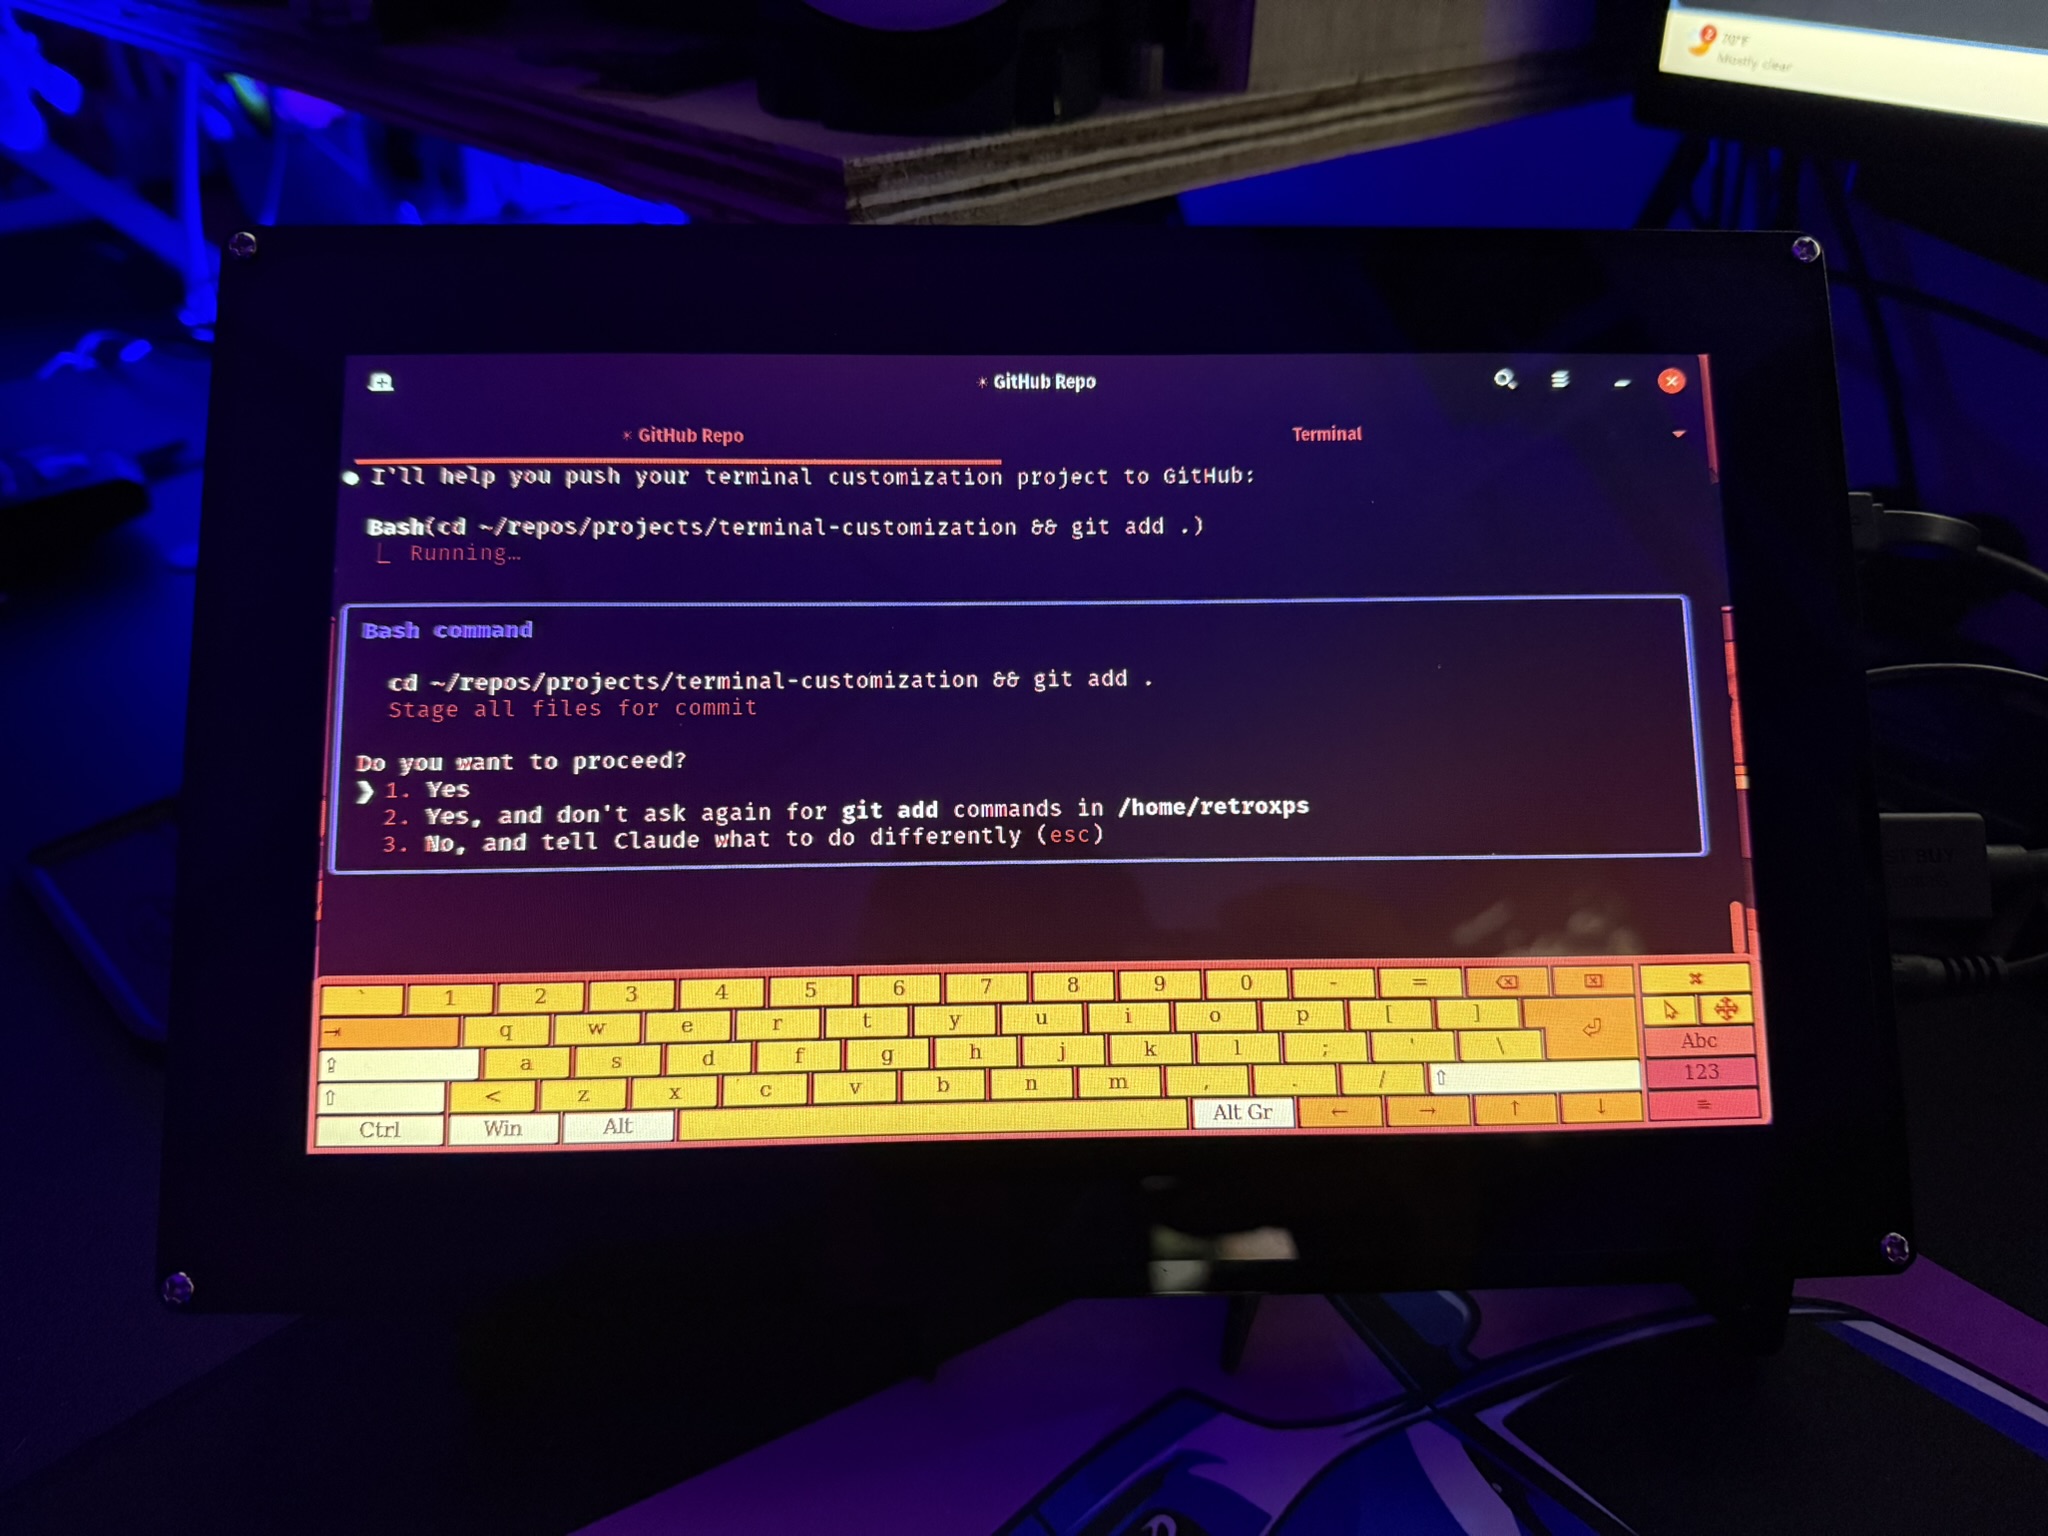 2 70°F
Mostly clear
✳ GitHub Repo
✳ GitHub Repo Terminal
● I'll help you push your terminal customization project to GitHub:
Bash(cd ~/repos/projects/terminal-customization && git add .)
⎿ Running…
Bash command
cd ~/repos/projects/terminal-customization && git add .
Stage all files for commit
Do you want to proceed?
❯ 1. Yes
2. Yes, and don't ask again for git add commands in /home/retroxps
3. No, and tell Claude what to do differently (esc)
` 1 2 3 4 5 6 7 8 9 0 - =
q w e r t y u i o p [ ]
a s d f g h j k l ; ' \ Abc
< z x c v b n m , . / 123
Ctrl Win Alt Alt Gr ← → ↑ ↓